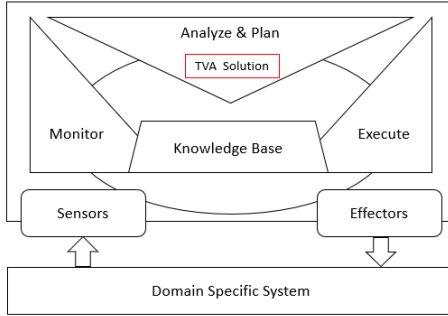 Analyze & Plan
TVA Solution
Monitor
Knowledge Base
Execute
Sensors
Effectors
Domain Specific System